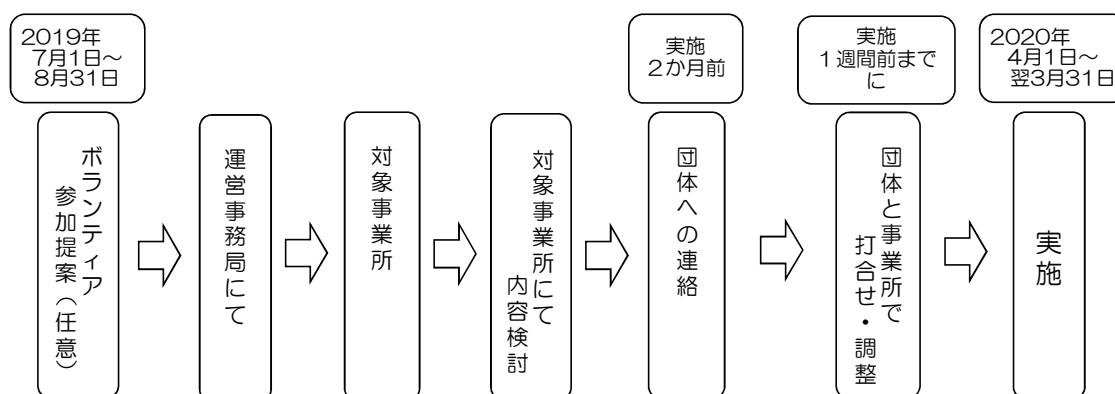 2019年
7月1日～
8月31日
実施
2か月前
実施
1週間前まで
に
2020年
4月1日～
翌3月31日
ボランティア
参加提案（任意）
運営事務局にて
対象事業所
対象事業所にて
内容検討
団体への連絡
団体と事業所で
打合せ・調整
実施